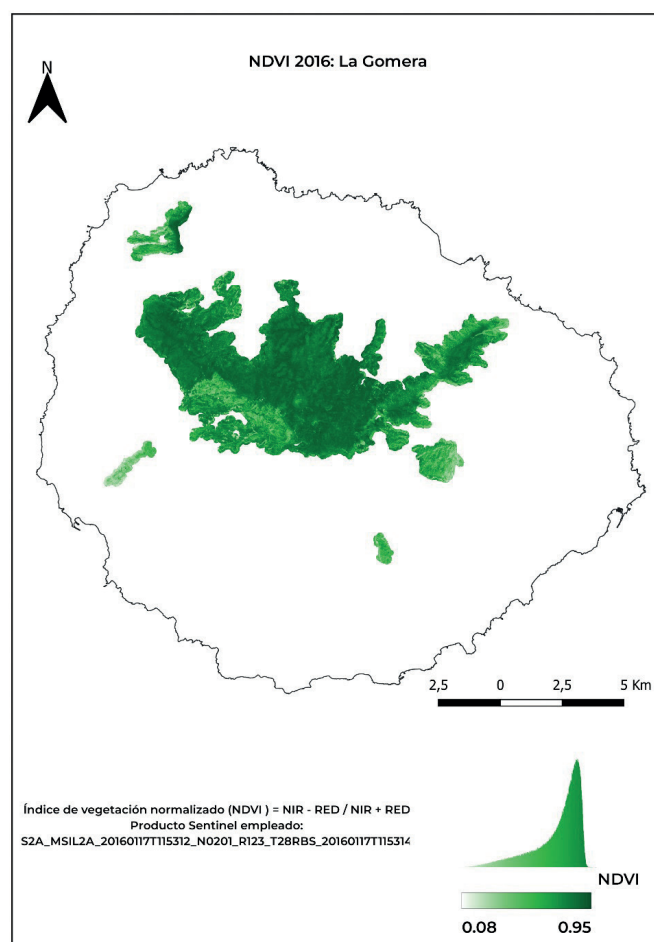 NDVI 2016: La Gomera
N
2,5 0 2,5 5 Km
Índice de vegetación normalizado (NDVI ) = NIR - RED / NIR + RED
Producto Sentinel empleado:
S2A_MSIL2A_20160117T115312_N0201_R123_T28RBS_20160117T115314
NDVI
0.08 0.95